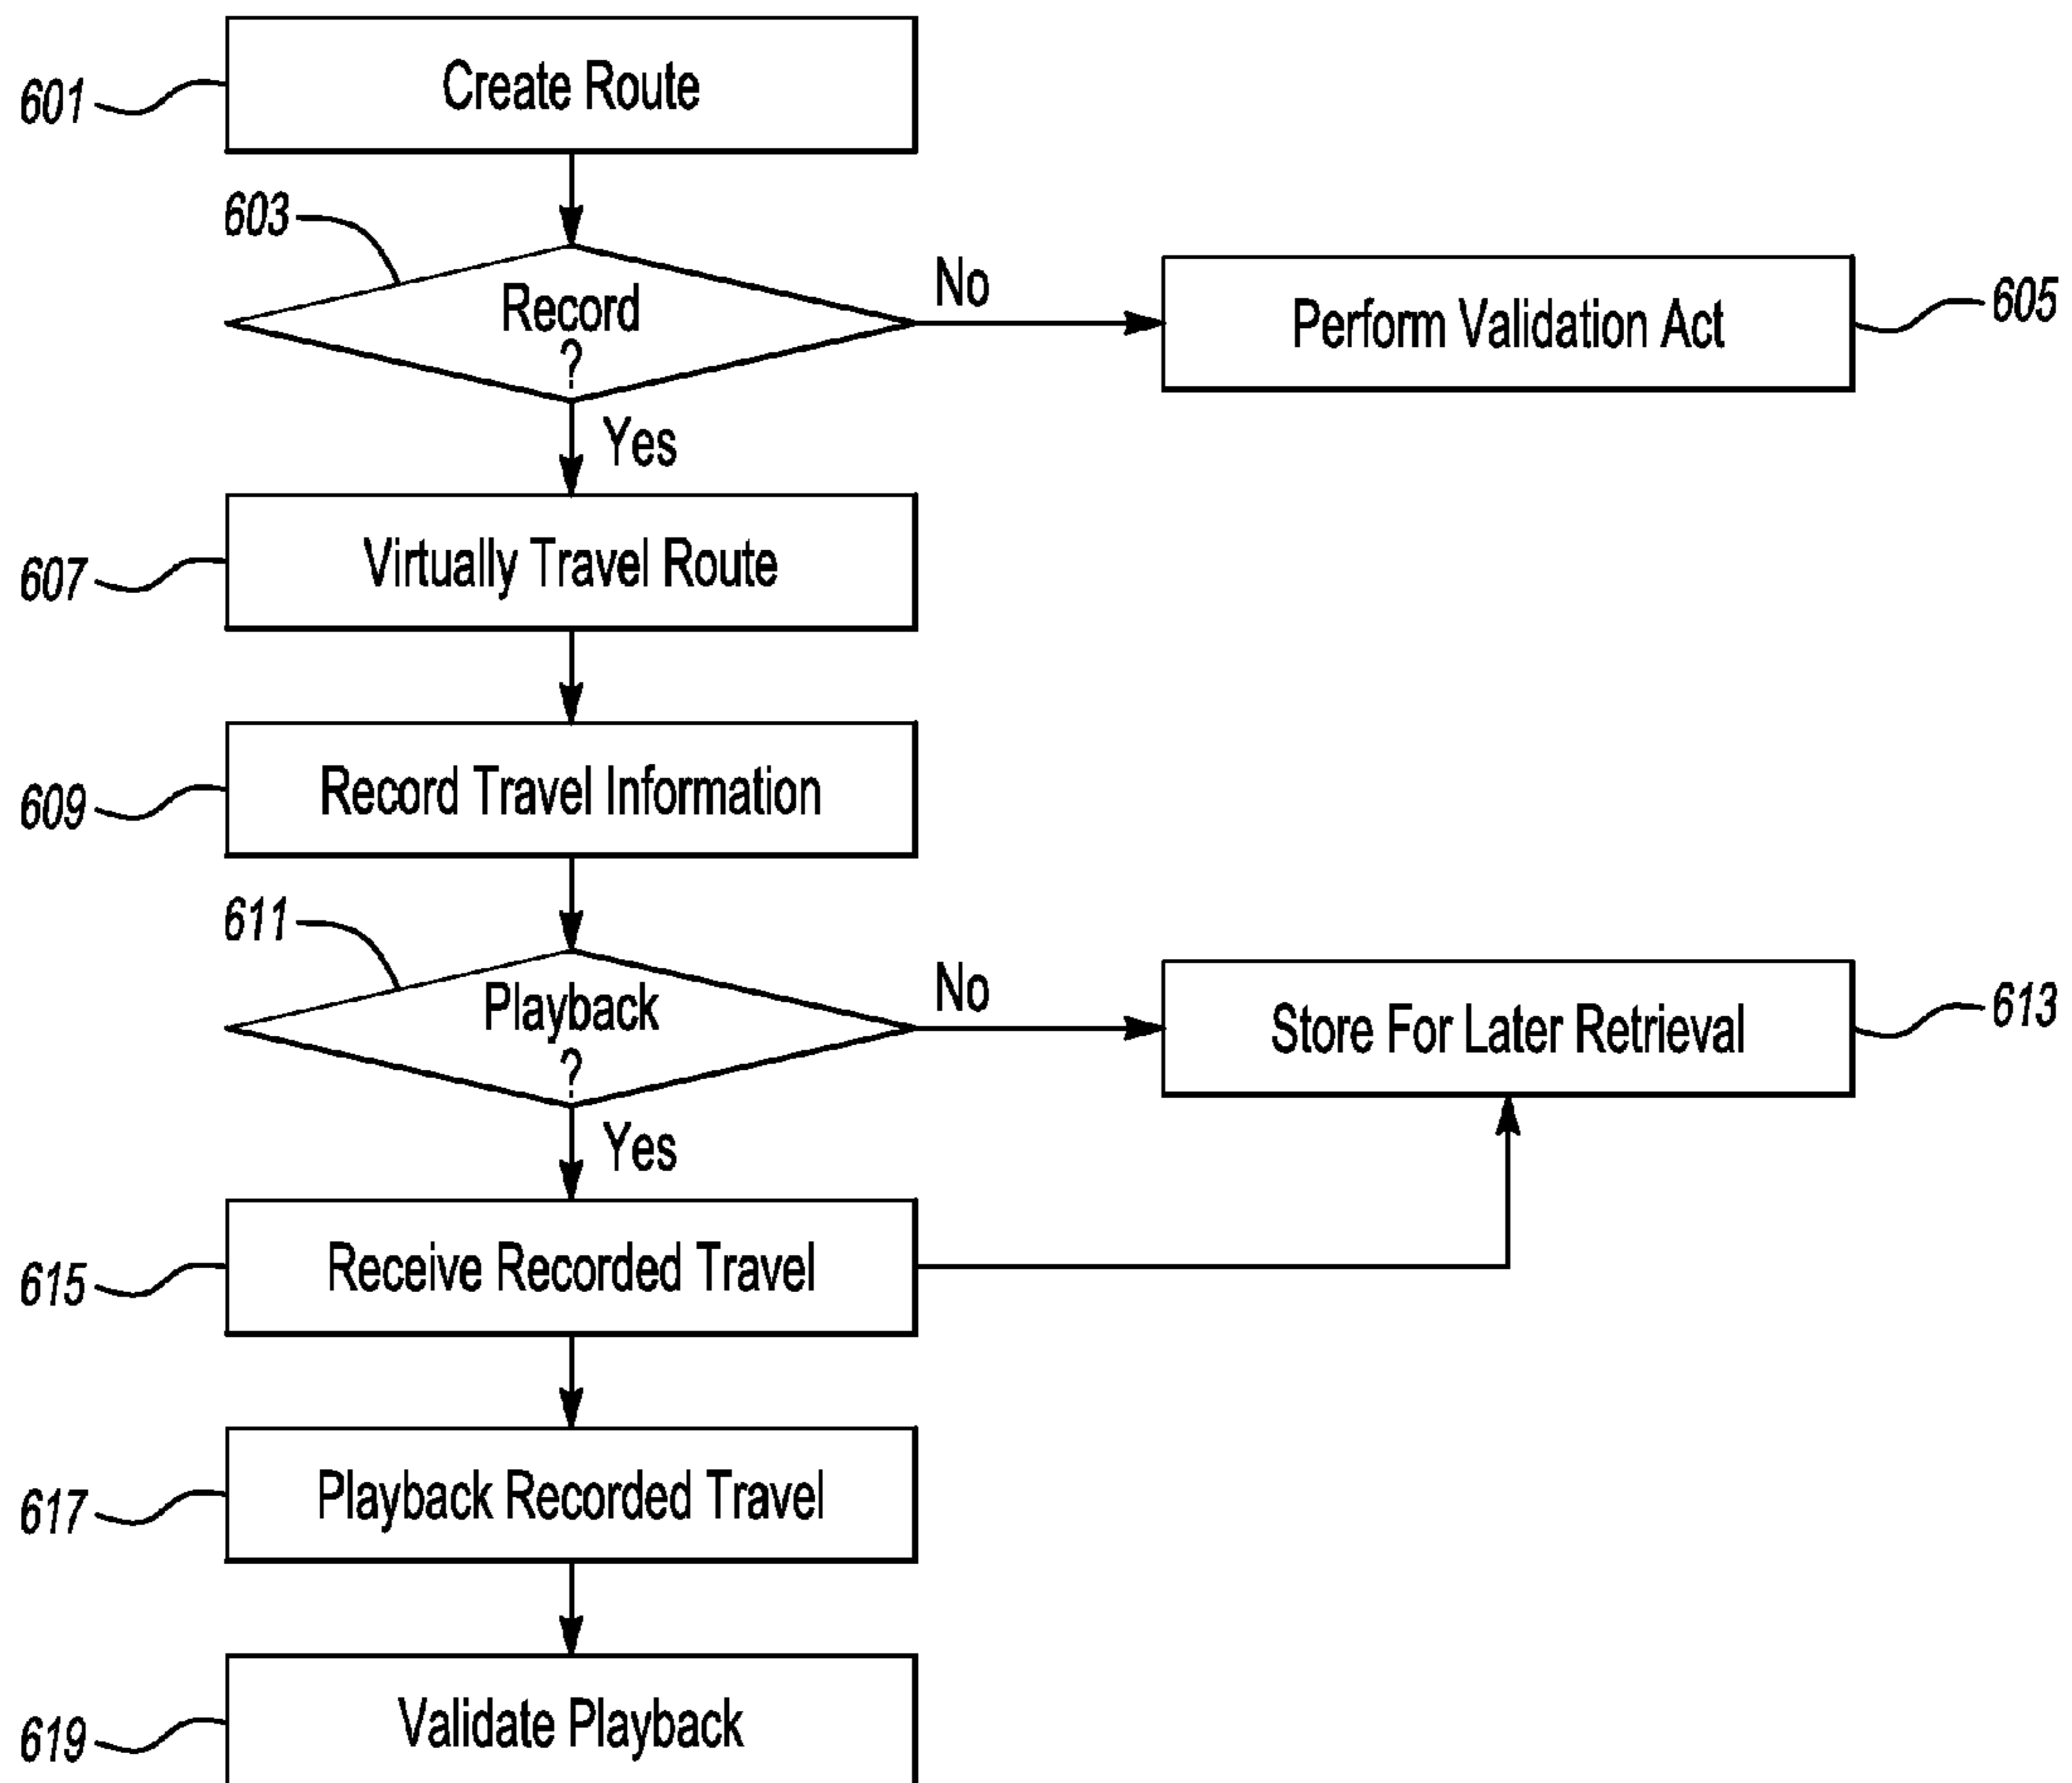 Create Route
601
603
Record
?
No
Perform Validation Act
605
Yes
Virtually Travel Route
607
Record Travel Information
609
611
Playback
?
No
Store For Later Retrieval
613
Yes
Receive Recorded Travel
615
Playback Recorded Travel
617
Validate Playback
619